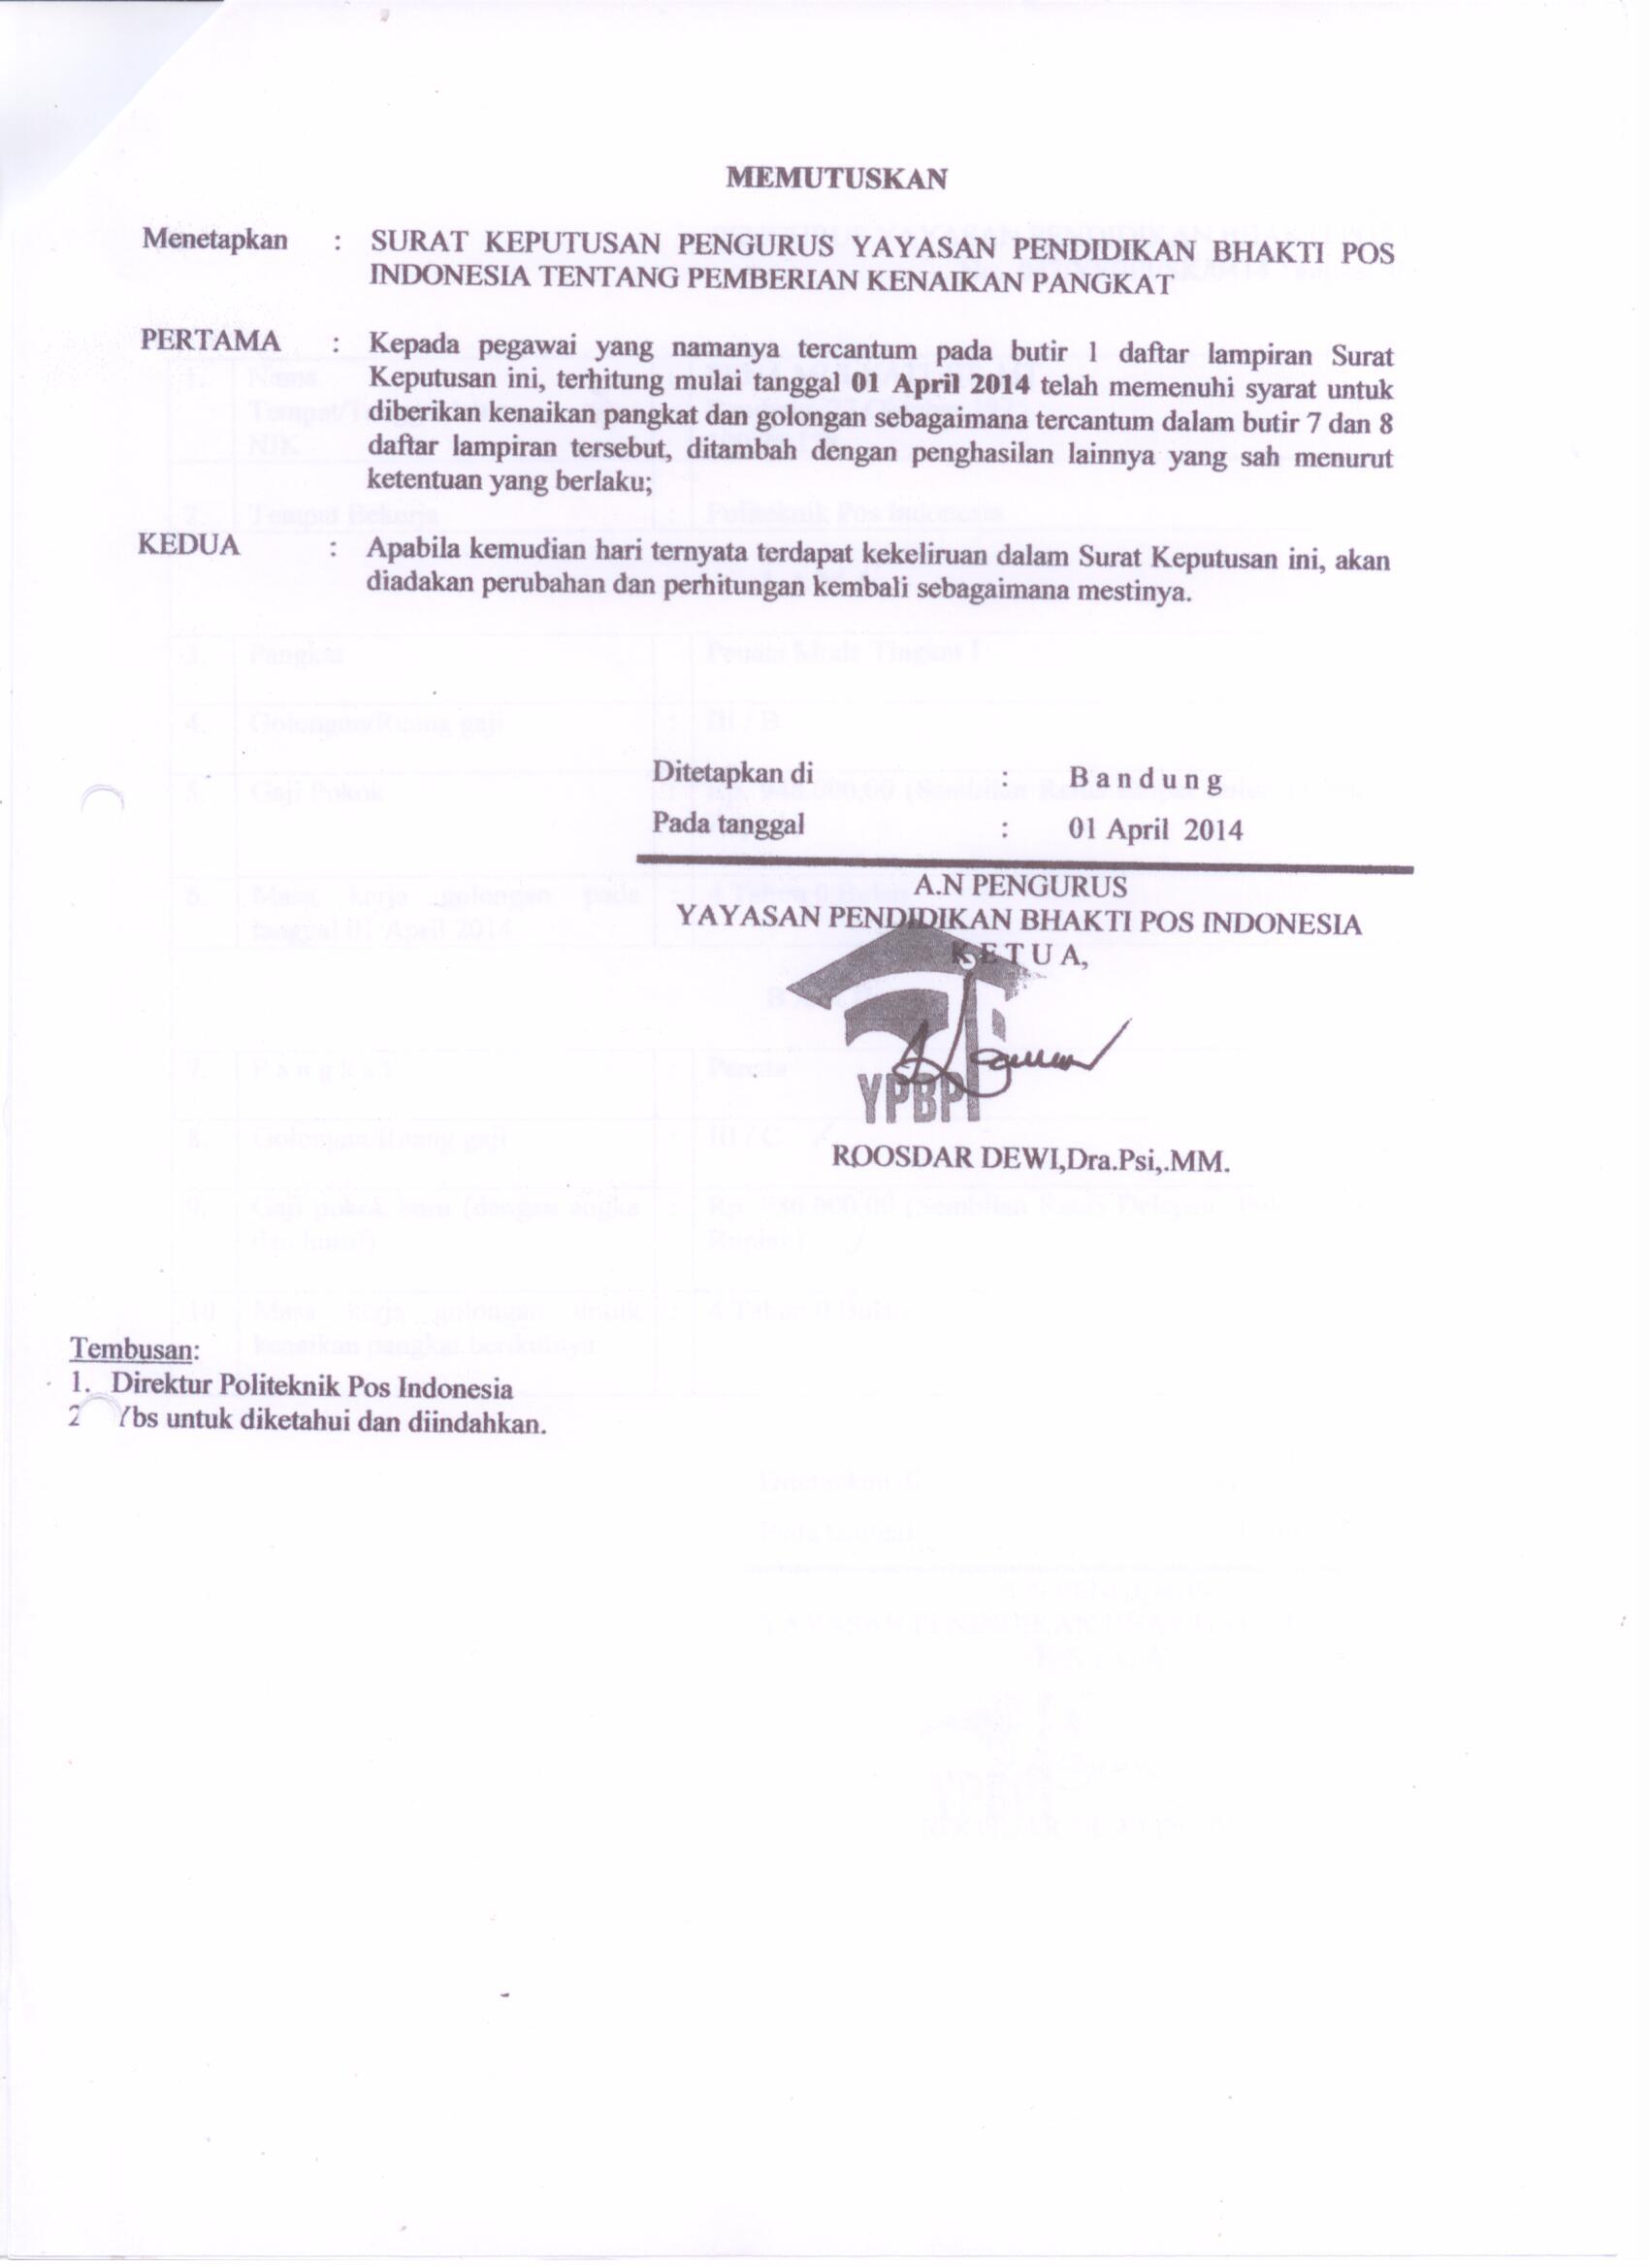 MEMUTUSKAN
Menetapkan : SURAT KEPUTUSAN PENGURUS YAYASAN PENDIDIKAN BHAKTI POS
INDONESIA TENTANG PEMBERIAN KENAIKAN PANGKAT
PERTAMA : Kepada pegawai yang namanya tercantum pada butir 1 daftar lampiran Surat
Keputusan ini, terhitung mulai tanggal 01 April 2014 telah memenuhi syarat untuk
diberikan kenaikan pangkat dan golongan sebagaimana tercantum dalam butir 7 dan 8
daftar lampiran tersebut, ditambah dengan penghasilan lainnya yang sah menurut
ketentuan yang berlaku;
KEDUA : Apabila kemudian hari ternyata terdapat kekeliruan dalam Surat Keputusan ini, akan
diadakan perubahan dan perhitungan kembali sebagaimana mestinya.
Ditetapkan di : B a n d u n g
Pada tanggal : 01 April 2014
A.N PENGURUS
YAYASAN PENDIDIKAN BHAKTI POS INDONESIA
K E T U A,
YPBPI
ROOSDAR DEWI,Dra.Psi,.MM.
Tembusan:
1. Direktur Politeknik Pos Indonesia
2 Ybs untuk diketahui dan diindahkan.